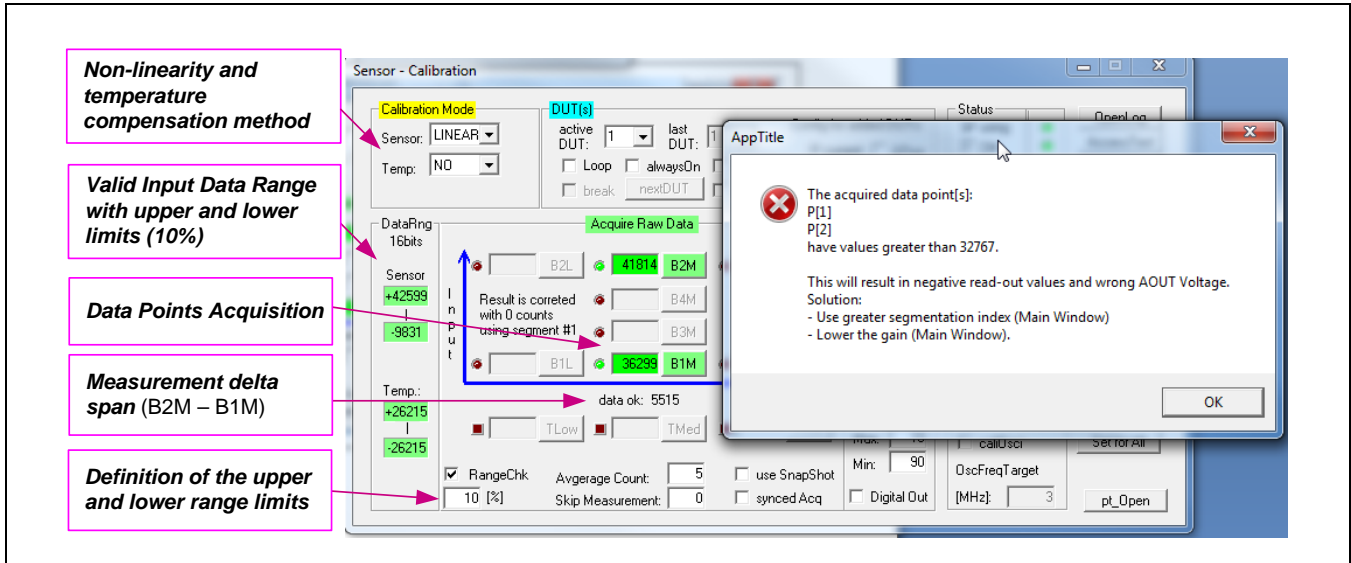 Non-linearity and
temperature
compensation method
Valid Input Data Range
with upper and lower
limits (10%)
Data Points Acquisition
Measurement delta
span (B2M – B1M)
Definition of the upper
and lower range limits
Sensor - Calibration
Calibration Mode
Sensor: LINEAR
Temp: NO
DUT(s)
active DUT: 1
last DUT: 1
Loop
alwaysOn
break
nextDUT
Status
OpenLog
DataRng
16bits
Sensor
+42599
|
-9831
Temp.:
+26215
|
-26215
Acquire Raw Data
Input
B2L
41814 B2M
Result is correted
with 0 counts
using segment #1
B4M
B3M
B1L
36299 B1M
data ok: 5515
TLow
TMed
RangeChk
10 [%]
Avgerage Count: 5
Skip Measurement: 0
use SnapShot
synced Acq
Min: 90
Digital Out
OscFreqTarget
[MHz]: 3
Set for All
pt_Open
AppTitle
The acquired data point[s]:
P[1]
P[2]
have values greater than 32767.
This will result in negative read-out values and wrong AOUT Voltage.
Solution:
- Use greater segmentation index (Main Window)
- Lower the gain (Main Window).
OK